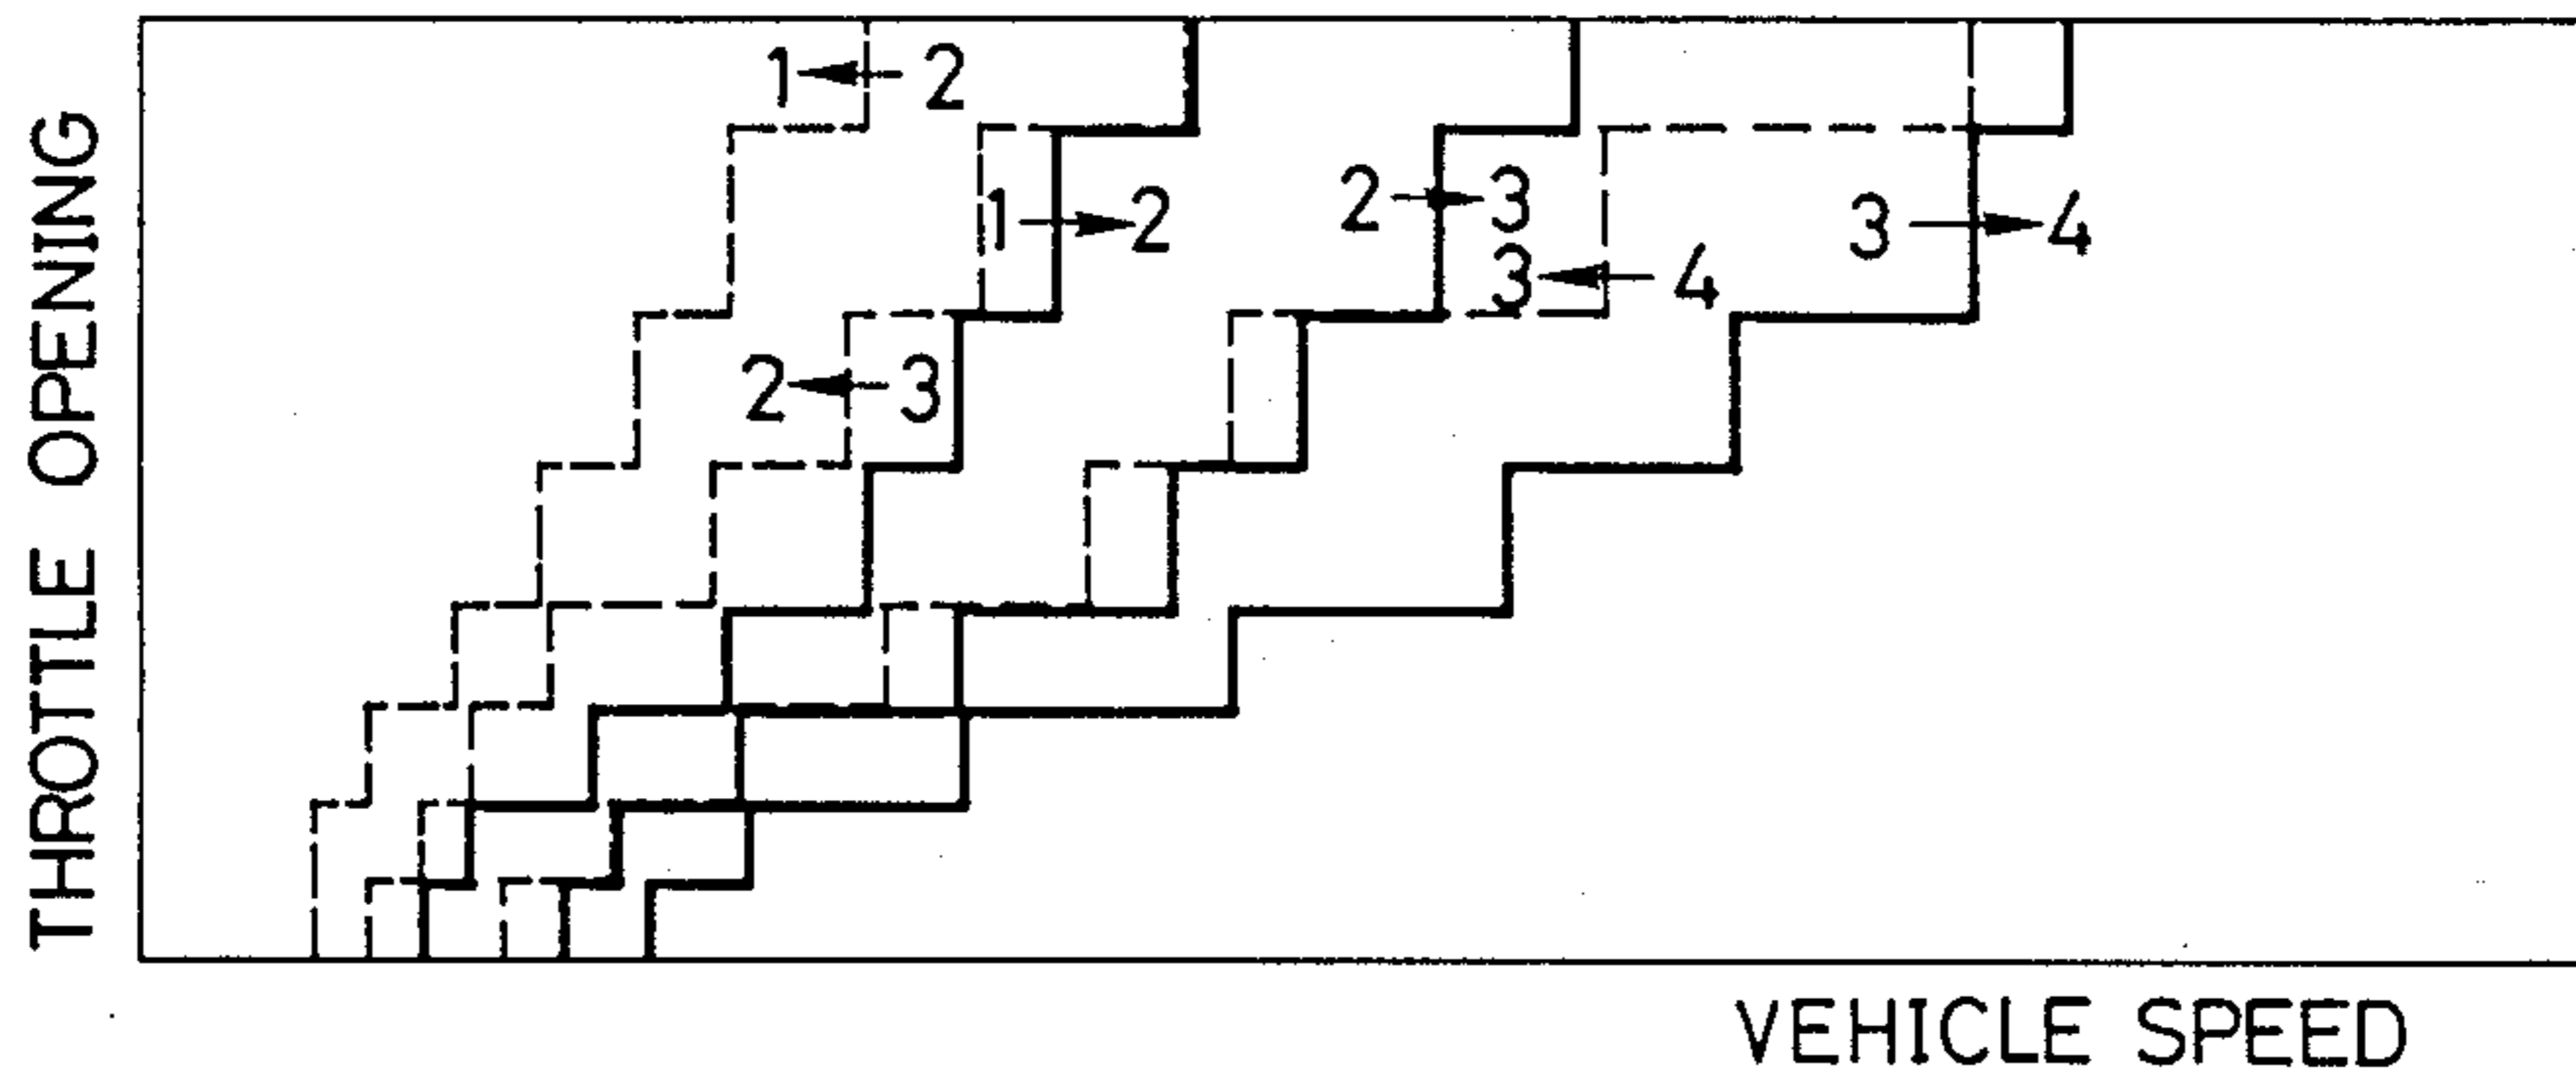 THROTTLE OPENING
1 ← 2
1 → 2
2 → 3
3 ← 4
3 → 4
2 ← 3
VEHICLE SPEED